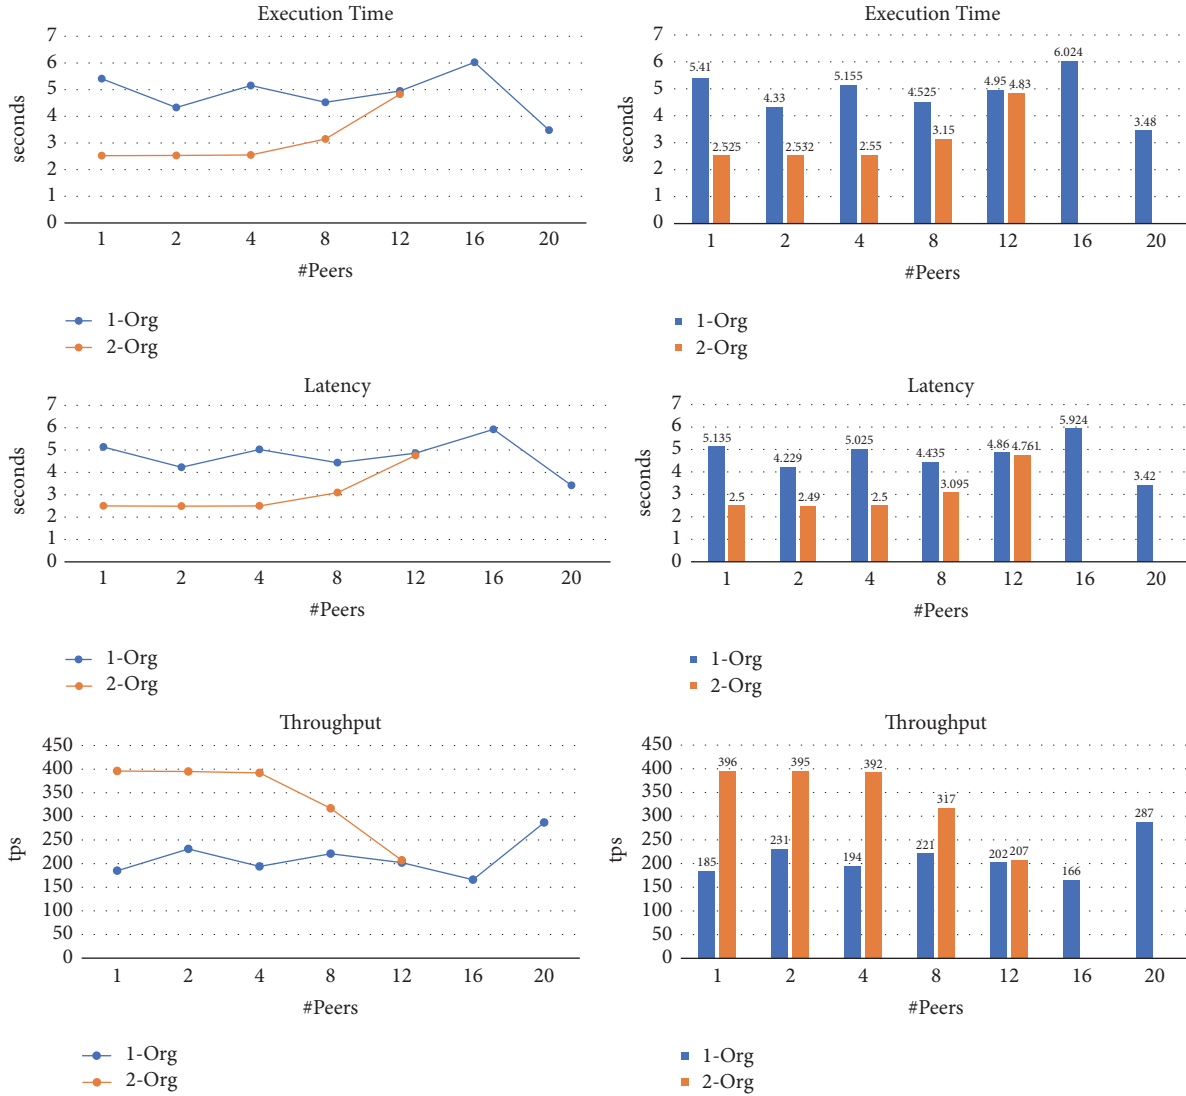 Execution Time
7
6
5
4
3
2
1
0
seconds
1 2 4 8 12 16 20
#Peers
1-Org
2-Org
Execution Time
7
6
5
4
3
2
1
0
seconds
5.41 2.525 4.33 2.532 5.155 2.55 4.525 3.15 4.95 4.83 6.024 3.48
1 2 4 8 12 16 20
#Peers
1-Org
2-Org
Latency
7
6
5
4
3
2
1
0
seconds
1 2 4 8 12 16 20
#Peers
1-Org
2-Org
Latency
7
6
5
4
3
2
1
0
seconds
5.135 2.5 4.229 2.49 5.025 2.5 4.435 3.095 4.86 4.761 5.924 3.42
1 2 4 8 12 16 20
#Peers
1-Org
2-Org
Throughput
450
400
350
300
250
200
150
100
50
0
tps
1 2 4 8 12 16 20
#Peers
1-Org
2-Org
Throughput
450
400
350
300
250
200
150
100
50
0
tps
185 396 231 395 194 392 221 317 202 207 166 287
1 2 4 8 12 16 20
#Peers
1-Org
2-Org